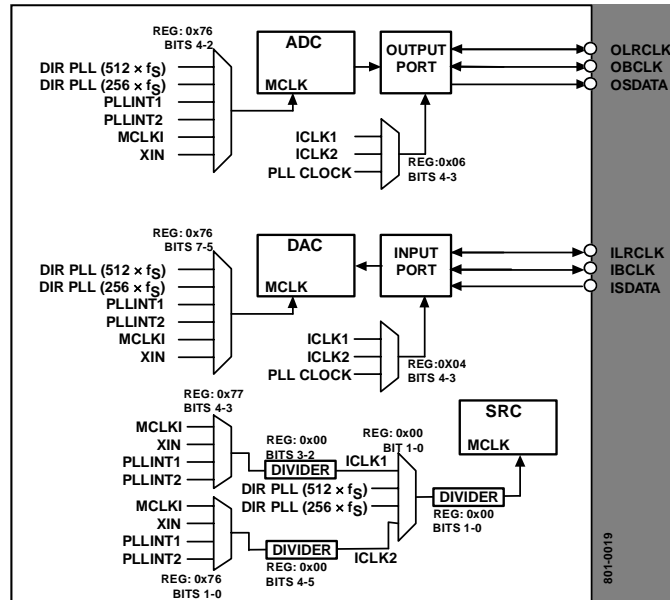 REG: 0x76
BITS 4-2
DIR PLL (512 × fS)
DIR PLL (256 × fS)
PLLINT1
PLLINT2
MCLKI
XIN
ADC
MCLK
OUTPUT
PORT
ICLK1
ICLK2
PLL CLOCK
REG:0x06
BITS 4-3
OLRCLK
OBCLK
OSDATA
REG: 0x76
BITS 7-5
DIR PLL (512 × fS)
DIR PLL (256 × fS)
PLLINT1
PLLINT2
MCLKI
XIN
DAC
MCLK
INPUT
PORT
ICLK1
ICLK2
PLL CLOCK
REG:0X04
BITS 4-3
ILRCLK
IBCLK
ISDATA
REG: 0x77
BITS 4-3
MCLKI
XIN
PLLINT1
PLLINT2
REG: 0x00
BITS 3-2
DIVIDER
ICLK1
REG: 0x00
BIT 1-0
DIR PLL (512 × fS)
DIR PLL (256 × fS)
SRC
MCLK
DIVIDER
REG: 0x00
BITS 1-0
MCLKI
XIN
PLLINT1
PLLINT2
REG: 0x76
BITS 1-0
DIVIDER
REG: 0x00
BITS 4-5
ICLK2
801-0019